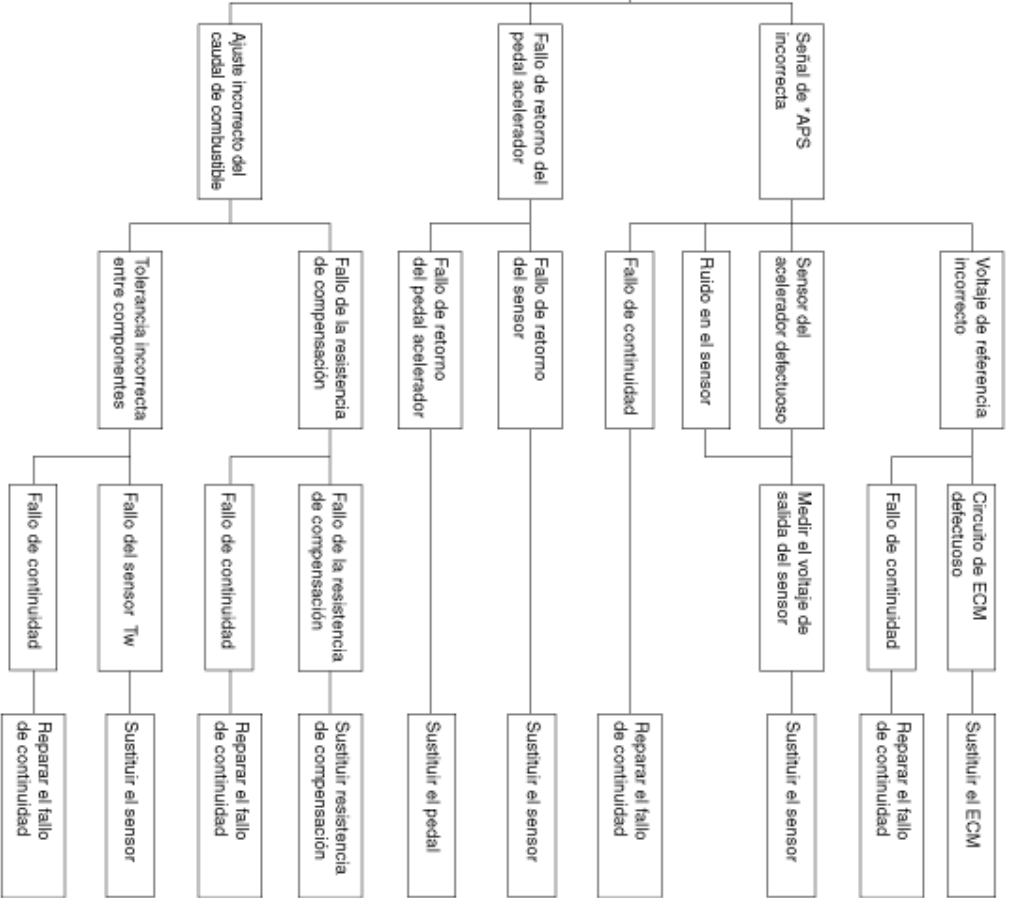 Señal de *APS
incorrecta
Fallo de retorno del
pedal acelerador
Ajuste incorrecto del
caudal de combustible
Voltaje de referencia
incorrecto
Sensor del
acelerador defectuoso
Ruido en el sensor
Fallo de continuidad
Fallo de retorno
del sensor
Fallo de retorno
del pedal acelerador
Fallo de la resistencia
de compensación
Tolerancia incorrecta
entre componentes
Circuito de ECM
defectuoso
Fallo de continuidad
Medir el voltaje de
salida del sensor
Fallo de la resistencia
de compensación
Fallo de continuidad
Fallo del sensor Tw
Fallo de continuidad
Sustituir el ECM
Reparar el fallo
de continuidad
Sustituir el sensor
Reparar el fallo
de continuidad
Sustituir el sensor
Sustituir el pedal
Sustituir resistencia
de compensación
Reparar el fallo
de continuidad
Sustituir el sensor
Reparar el fallo
de continuidad